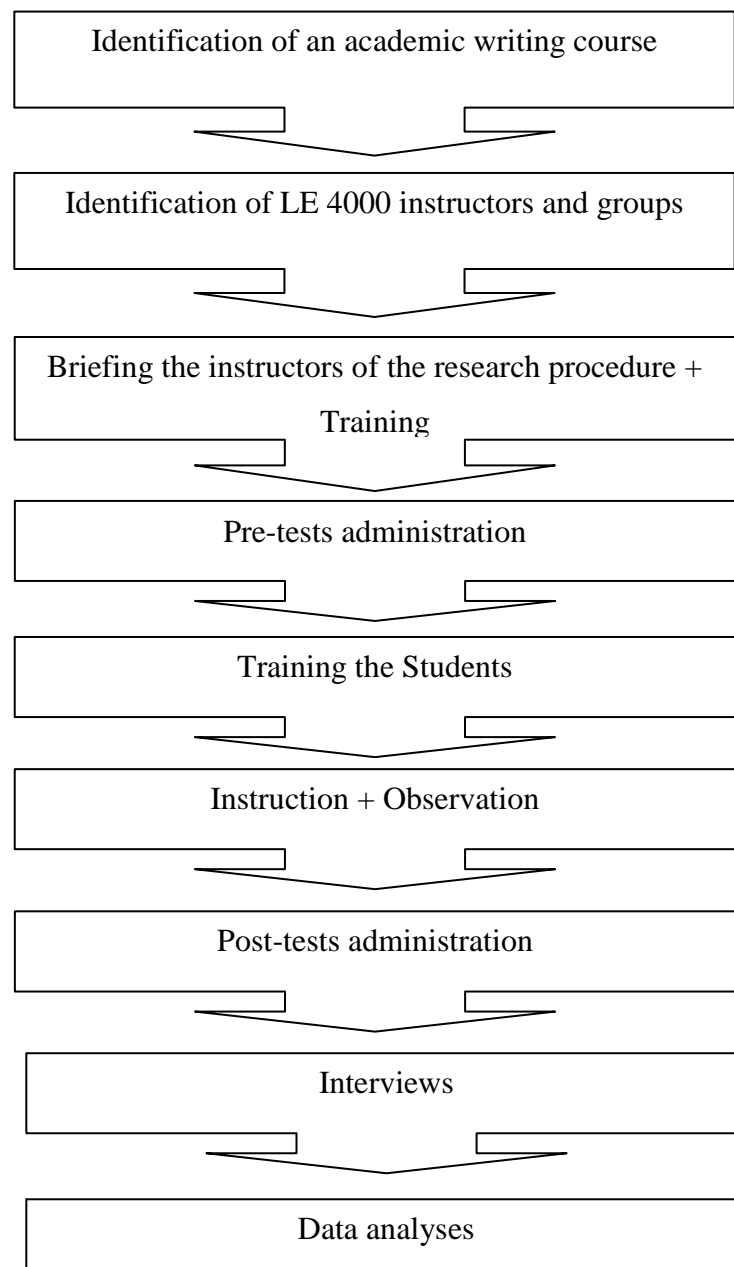 Identification of an academic writing course
Identification of LE 4000 instructors and groups
Briefing the instructors of the research procedure +
Training
Pre-tests administration
Training the Students
Instruction + Observation
Post-tests administration
Interviews
Data analyses